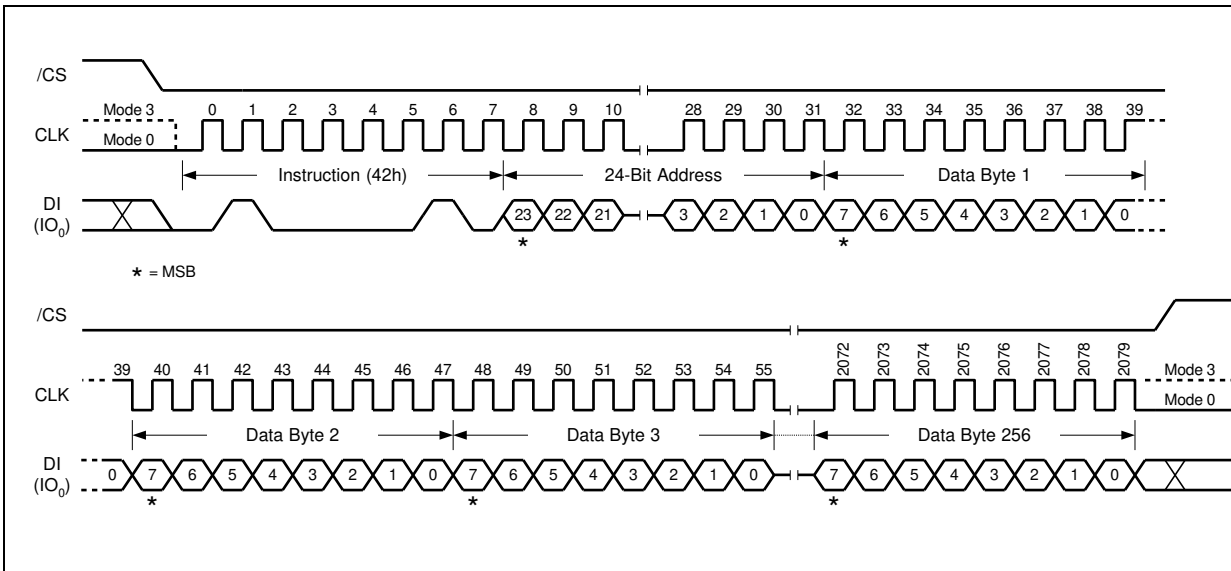 /CS
Mode 3 0 1 2 3 4 5 6 7 8 9 10 28 29 30 31 32 33 34 35 36 37 38 39
CLK
Mode 0
Instruction (42h) 24-Bit Address Data Byte 1
DI
(IO0) 23 22 21 3 2 1 0 7 6 5 4 3 2 1 0
* *
* = MSB
/CS
39 40 41 42 43 44 45 46 47 48 49 50 51 52 53 54 55 2072 2073 2074 2075 2076 2077 2078 2079 Mode 3
CLK
Mode 0
Data Byte 2 Data Byte 3 Data Byte 256
DI
(IO0) 0 7 6 5 4 3 2 1 0 7 6 5 4 3 2 1 0 7 6 5 4 3 2 1 0
* * *